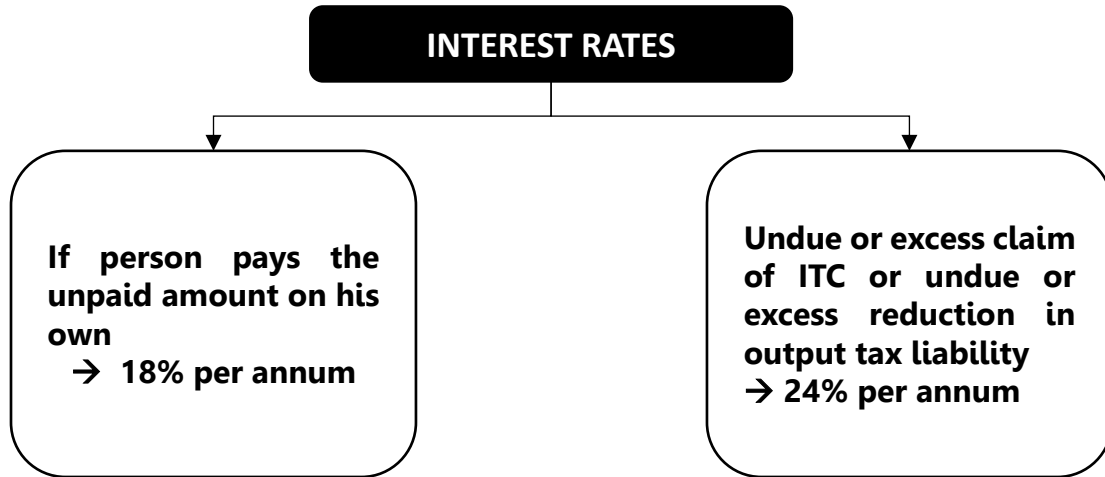 INTEREST RATES
If person pays the
unpaid amount on his
own
→ 18% per annum
Undue or excess claim
of ITC or undue or
excess reduction in
output tax liability
→ 24% per annum